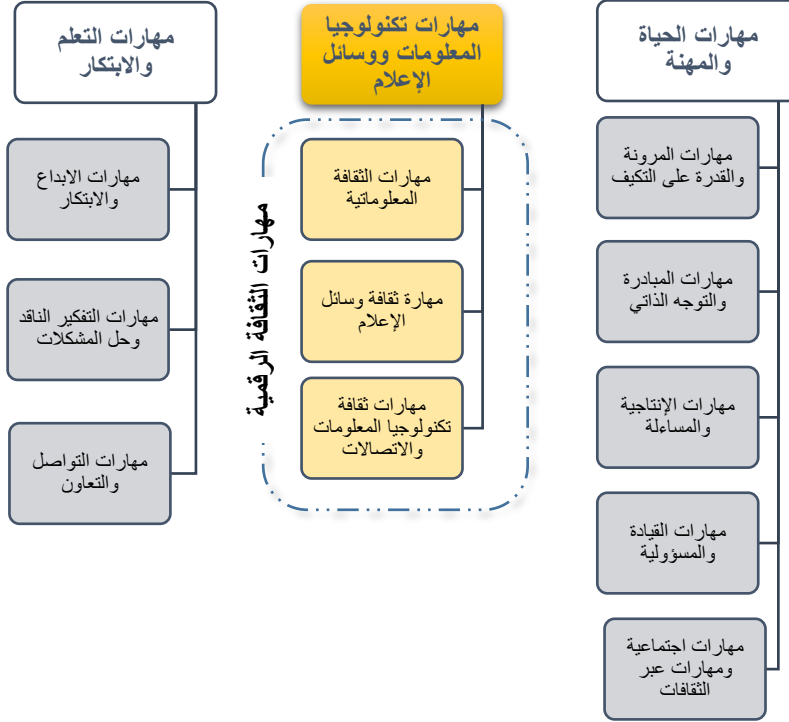 مهارات الحياة
والمهنة
مهارات المرونة
والقدرة على التكيف
مهارات المبادرة
والتوجه الذاتي
مهارات الإنتاجية
والمساءلة
مهارات القيادة
والمسؤولية
مهارات اجتماعية
ومهارات عبر
الثقافات
مهارات تكنولوجيا
المعلومات ووسائل
الإعلام
مهارات الثقافة
المعلوماتية
مهارة ثقافة وسائل
الإعلام
مهارات ثقافة
تكنولوجيا المعلومات
والاتصالات
مهارات الثقافة الرقمية
مهارات التعلم
والابتكار
مهارات الابداع
والابتكار
مهارات التفكير الناقد
وحل المشكلات
مهارات التواصل
والتعاون